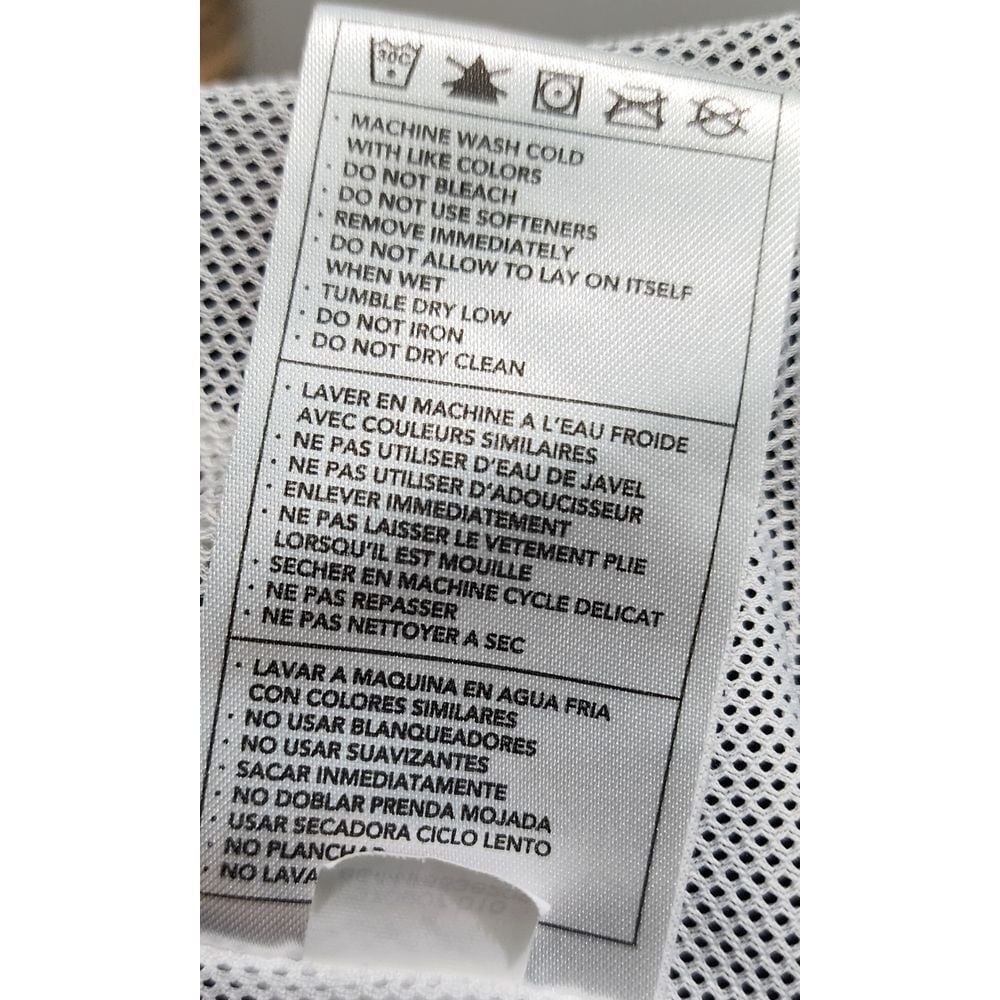 30C
· MACHINE WASH COLD
WITH LIKE COLORS
· DO NOT BLEACH
· DO NOT USE SOFTENERS
· REMOVE IMMEDIATELY
· DO NOT ALLOW TO LAY ON ITSELF
WHEN WET
· TUMBLE DRY LOW
· DO NOT IRON
· DO NOT DRY CLEAN
· LAVER EN MACHINE A L'EAU FROIDE
AVEC COULEURS SIMILAIRES
· NE PAS UTILISER D'EAU DE JAVEL
· NE PAS UTILISER D'ADOUCISSEUR
· ENLEVER IMMEDIATEMENT
· NE PAS LAISSER LE VETEMENT PLIE
LORSQU'IL EST MOUILLE
· SECHER EN MACHINE CYCLE DELICAT
· NE PAS REPASSER
· NE PAS NETTOYER A SEC
· LAVAR A MAQUINA EN AGUA FRIA
CON COLORES SIMILARES
· NO USAR BLANQUEADORES
· NO USAR SUAVIZANTES
· SACAR INMEDIATAMENTE
· NO DOBLAR PRENDA MOJADA
· USAR SECADORA CICLO LENTO
· NO PLANCHA
· NO LAVA